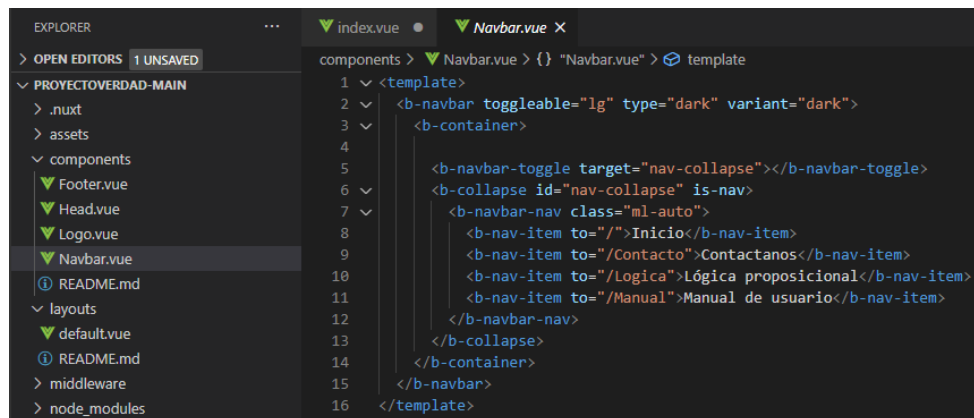 EXPLORER ...
OPEN EDITORS 1 UNSAVED
PROYECTOVERDAD-MAIN
.nuxt
assets
components
Footer.vue
Head.vue
Logo.vue
Navbar.vue
README.md
layouts
default.vue
README.md
middleware
node_modules
index.vue
Navbar.vue
components > Navbar.vue > {} "Navbar.vue" > template
1 <template>
2 <b-navbar toggleable="lg" type="dark" variant="dark">
3 <b-container>
4
5 <b-navbar-toggle target="nav-collapse"></b-navbar-toggle>
6 <b-collapse id="nav-collapse" is-nav>
7 <b-navbar-nav class="ml-auto">
8 <b-nav-item to="/">Inicio</b-nav-item>
9 <b-nav-item to="/Contacto">Contactanos</b-nav-item>
10 <b-nav-item to="/Logica">Lógica proposicional</b-nav-item>
11 <b-nav-item to="/Manual">Manual de usuario</b-nav-item>
12 </b-navbar-nav>
13 </b-collapse>
14 </b-container>
15 </b-navbar>
16 </template>